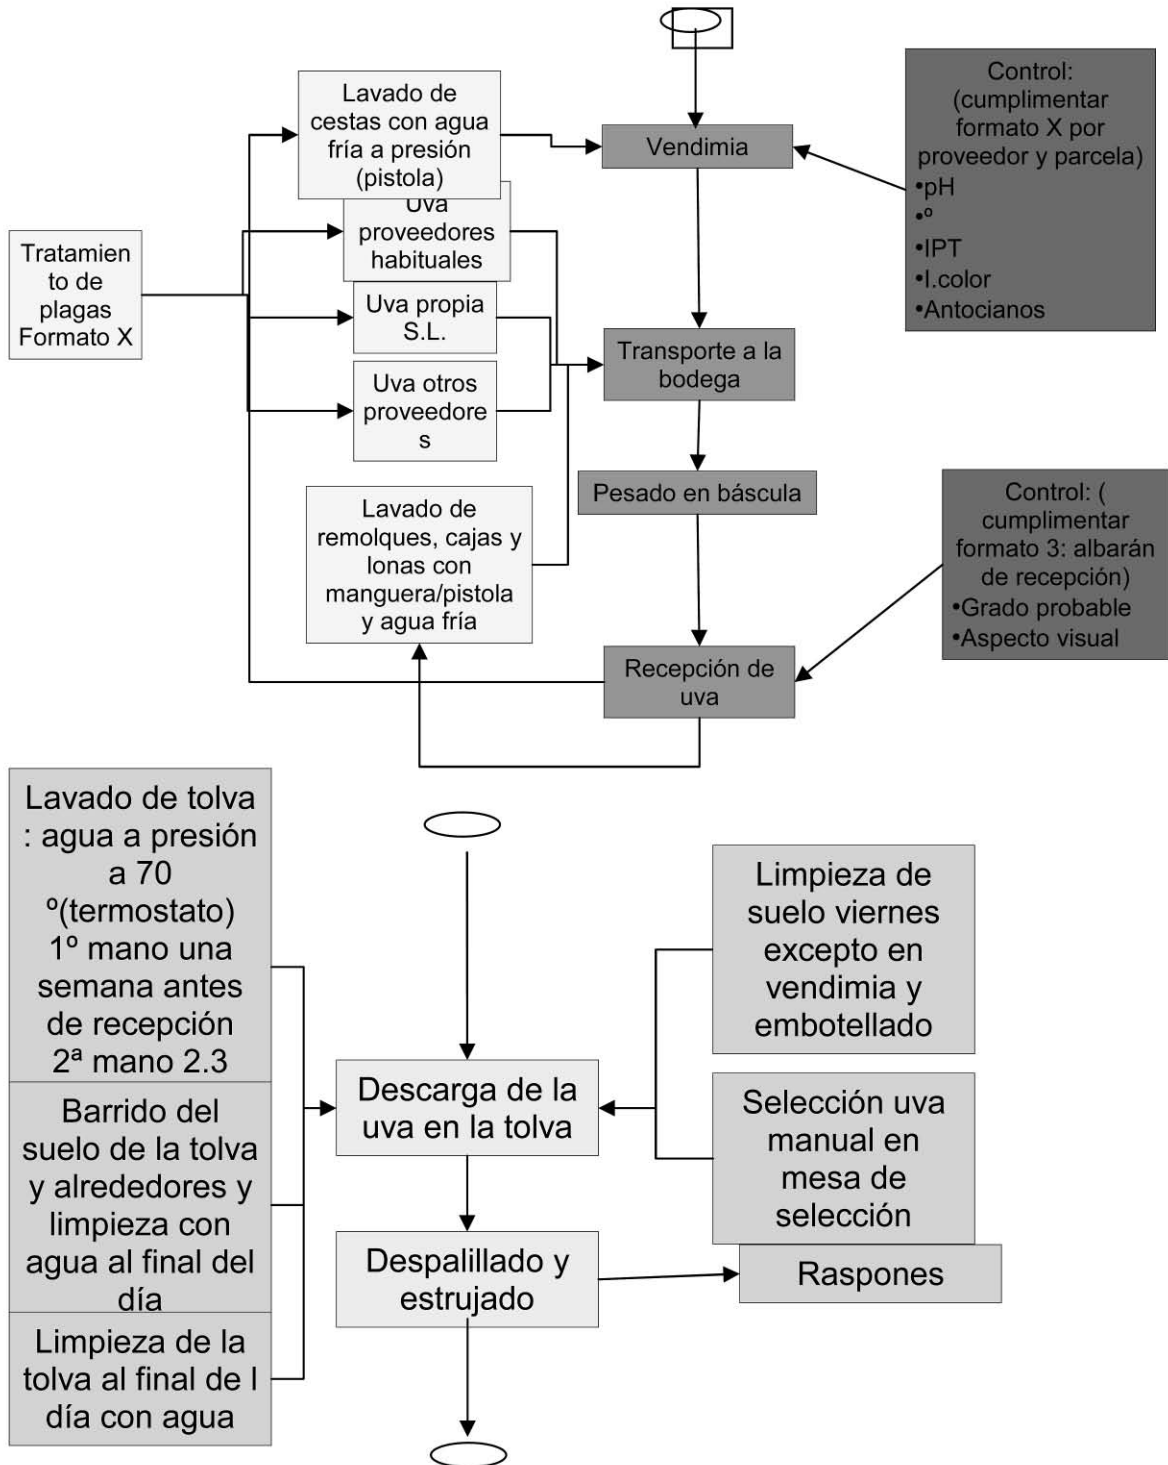 Lavado de
cestas con agua
fría a presión
(pistola)
Vendimia
Control:
(cumplimentar
formato X por
proveedor y parcela)
•pH
•º
•IPT
•I.color
•Antocianos
Uva
proveedores
habituales
Tratamien
to de
plagas
Formato X
Uva propia
S.L.
Transporte a la
bodega
Uva otros
proveedore
s
Pesado en báscula
Lavado de
remolques, cajas y
lonas con
manguera/pistola
y agua fría
Control: (
cumplimentar
formato 3: albarán
de recepción)
•Grado probable
•Aspecto visual
Recepción de
uva
Lavado de tolva
: agua a presión
a 70
º(termostato)
1º mano una
semana antes
de recepción
2ª mano 2.3
Limpieza de
suelo viernes
excepto en
vendimia y
embotellado
Descarga de la
uva en la tolva
Barrido del
suelo de la tolva
y alrededores y
limpieza con
agua al final del
día
Selección uva
manual en
mesa de
selección
Despalillado y
estrujado
Raspones
Limpieza de la
tolva al final de l
día con agua